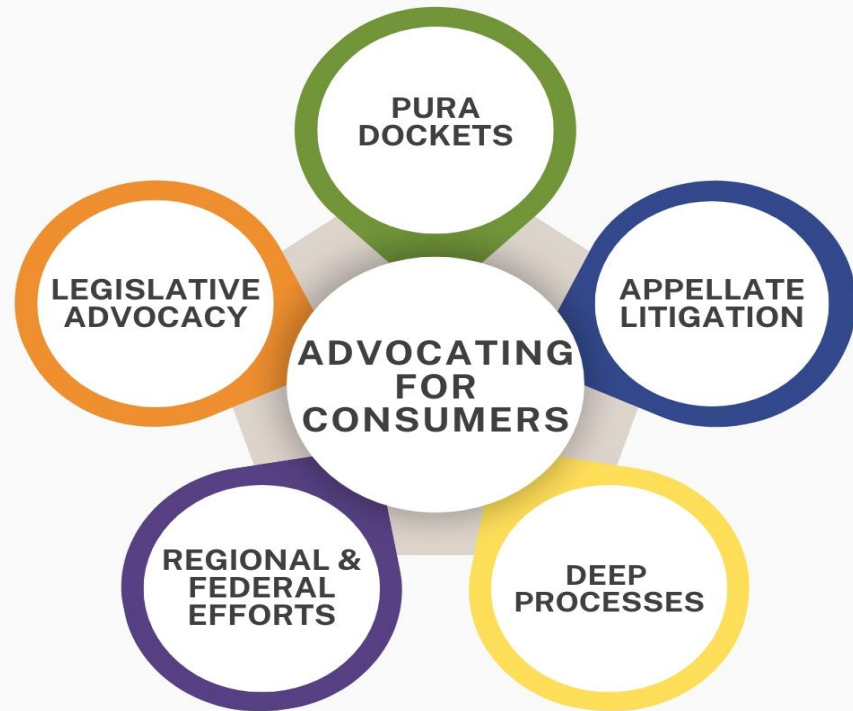 PURA
DOCKETS
LEGISLATIVE
ADVOCACY
APPELLATE
LITIGATION
ADVOCATING
FOR
CONSUMERS
REGIONAL &
FEDERAL
EFFORTS
DEEP
PROCESSES